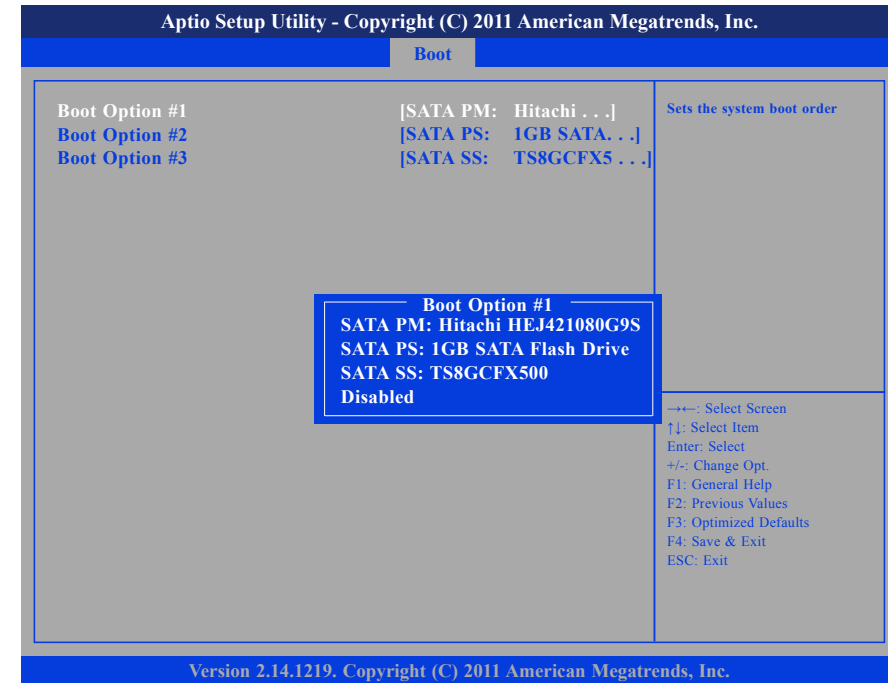 Aptio Setup Utility - Copyright (C) 2011 American Megatrends, Inc.
Boot
Boot Option #1 [SATA PM: Hitachi . . .]
Boot Option #2 [SATA PS: 1GB SATA. . .]
Boot Option #3 [SATA SS: TS8GCFX5 . . .]
Sets the system boot order
Boot Option #1
SATA PM: Hitachi HEJ421080G9S
SATA PS: 1GB SATA Flash Drive
SATA SS: TS8GCFX500
Disabled
→←: Select Screen
↑↓: Select Item
Enter: Select
+/-: Change Opt.
F1: General Help
F2: Previous Values
F3: Optimized Defaults
F4: Save & Exit
ESC: Exit
Version 2.14.1219. Copyright (C) 2011 American Megatrends, Inc.